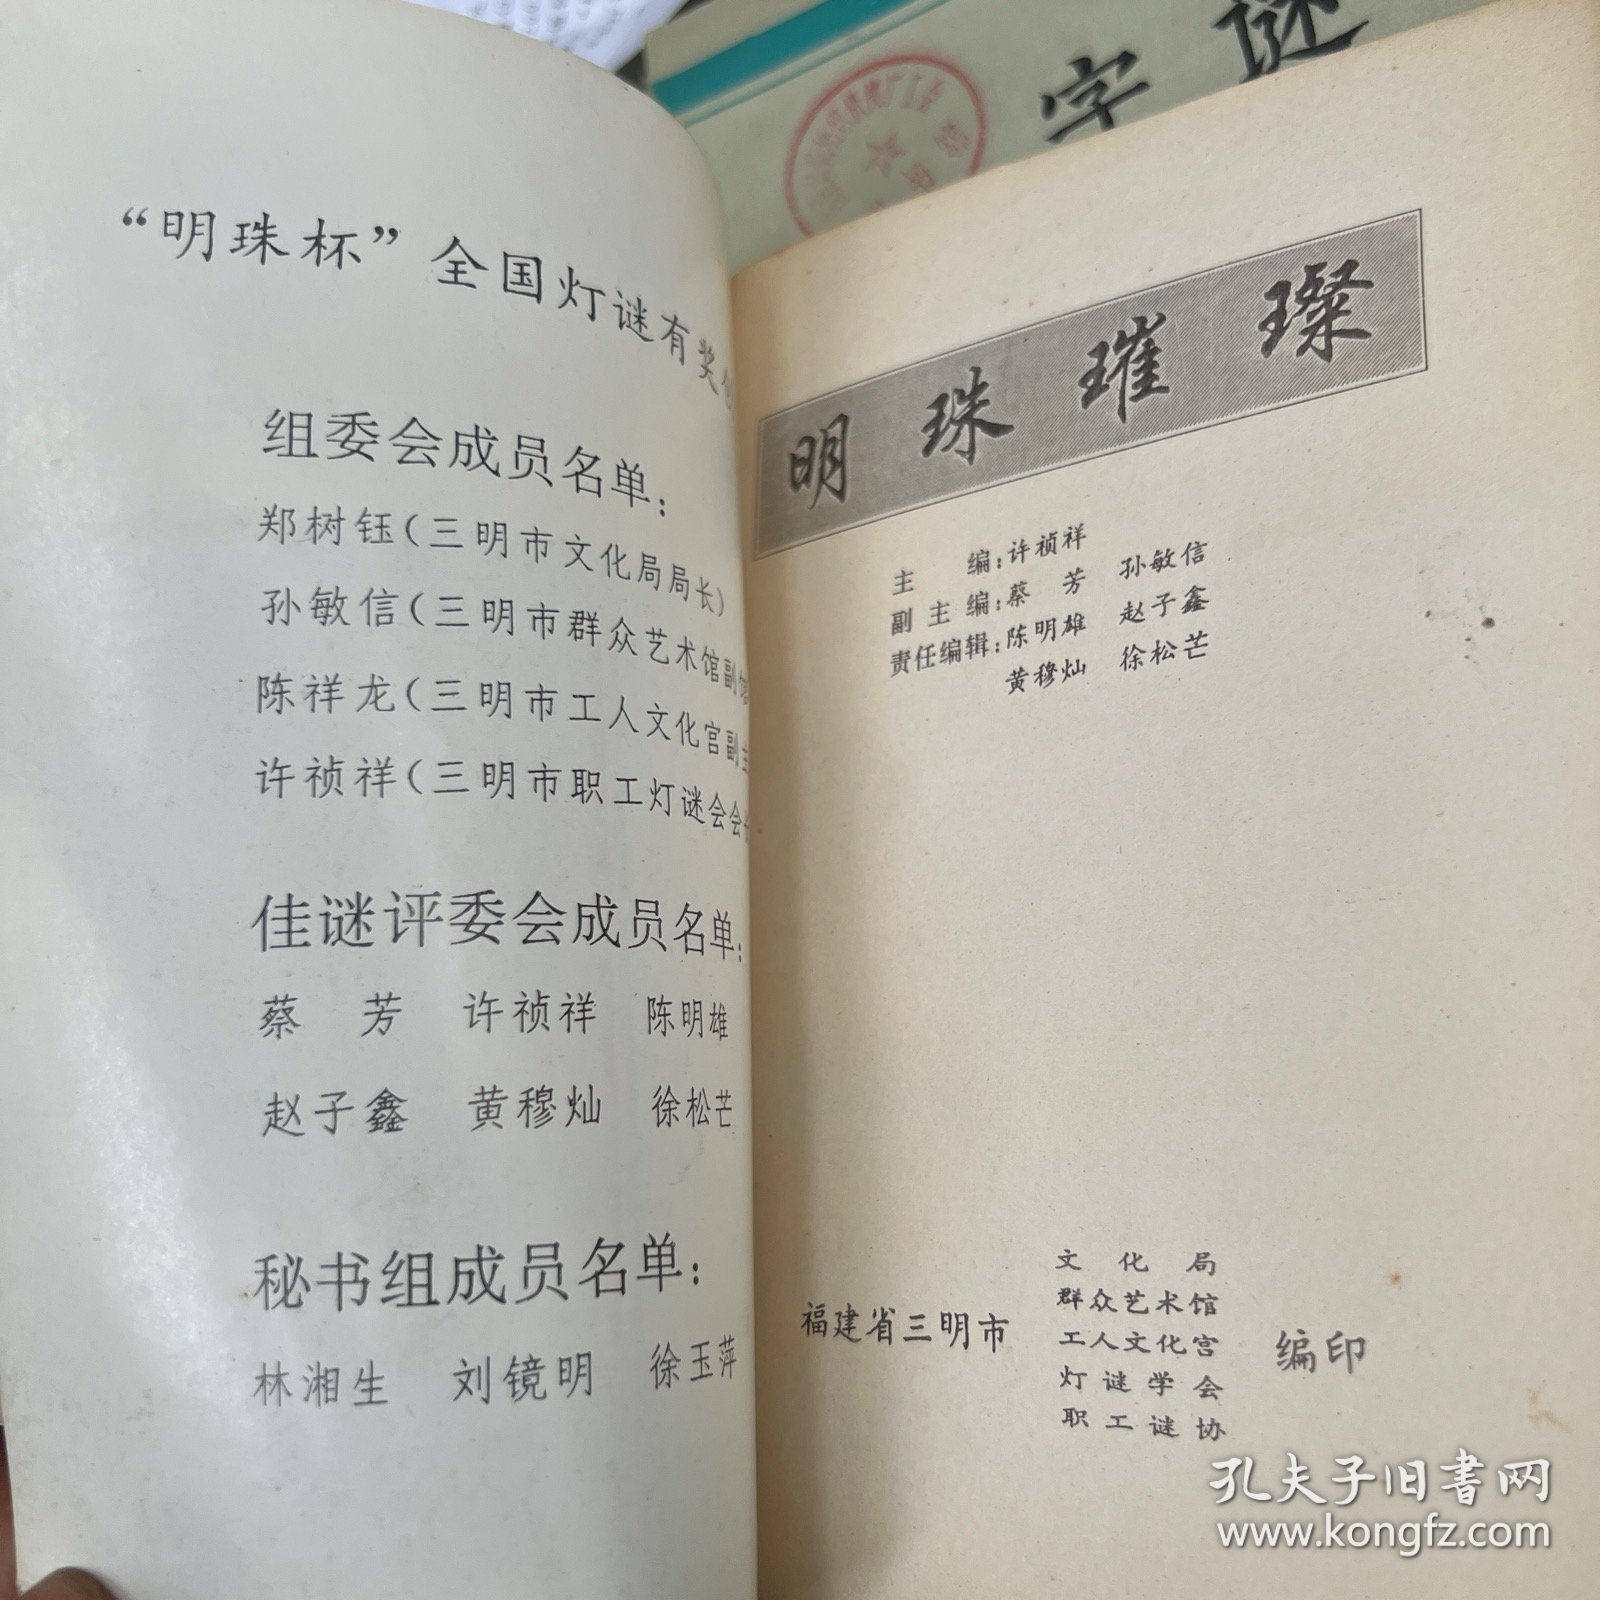 “明珠杯”全国灯谜有奖
组委会成员名单：
郑树钰（三明市文化局局长）
孙敏信（三明市群众艺术馆副馆
陈祥龙（三明市工人文化宫副主
许祯祥（三明市职工灯谜会会
佳谜评委会成员名单：
蔡　芳　许祯祥　陈明雄
赵子鑫　黄穆灿　徐松芒
秘书组成员名单：
林湘生　刘镜明　徐玉萍
字谜
明珠璀璨
主　编：许祯祥
副主编：蔡　芳　孙敏信
责任编辑：陈明雄　赵子鑫
黄穆灿　徐松芒
福建省三明市
文化局
群众艺术馆
工人文化宫
灯谜学会
职工谜协
编印
孔夫子旧书网
www.kongfz.com